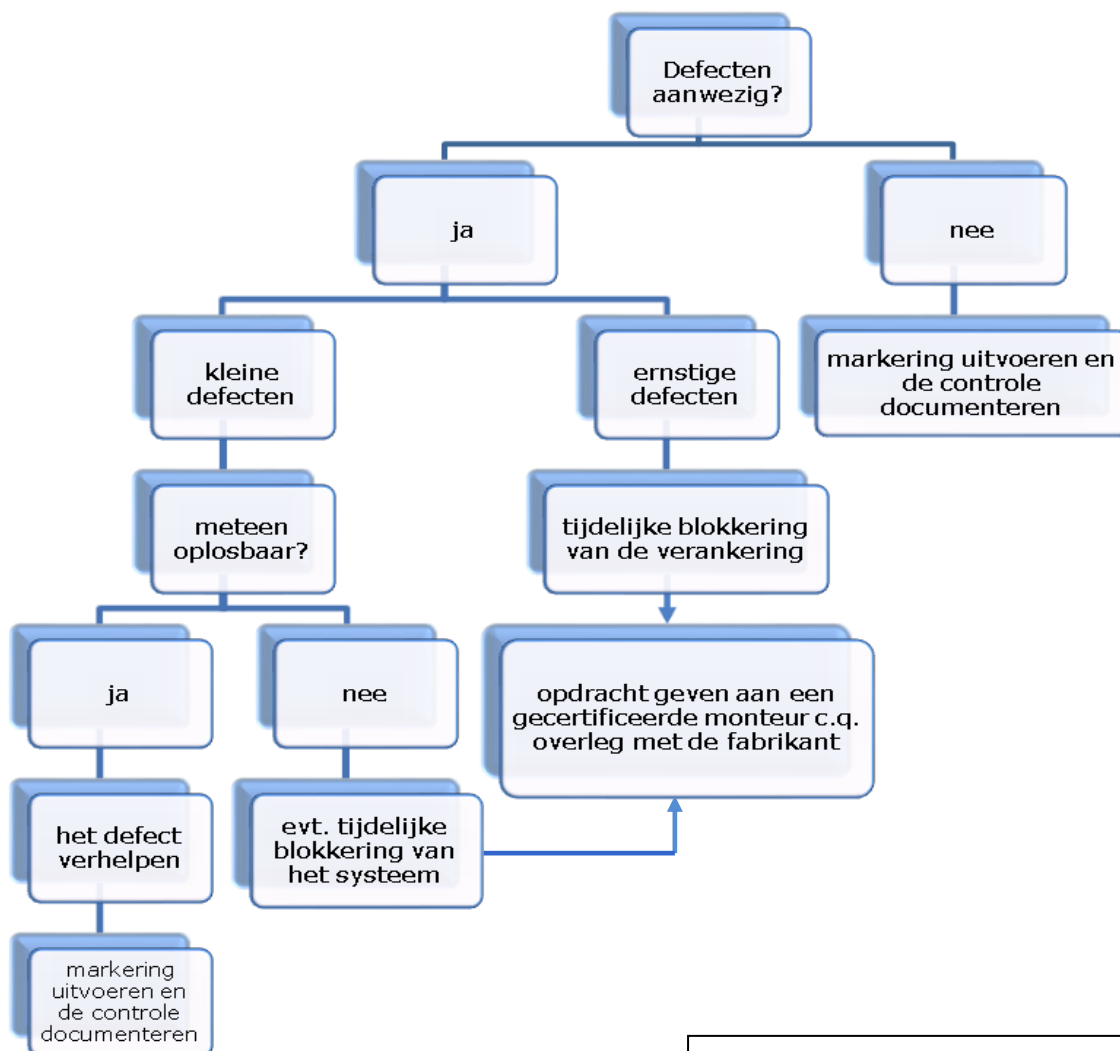 Defecten
aanwezig?
ja
nee
kleine
defecten
ernstige
defecten
markering uitvoeren en
de controle
documenteren
meteen
oplosbaar?
tijdelijke blokkering
van de verankering
ja
nee
opdracht geven aan een
gecertificeerde monteur c.q.
overleg met de fabrikant
het defect
verhelpen
evt. tijdelijke
blokkering van
het systeem
markering
uitvoeren en
de controle
documenteren